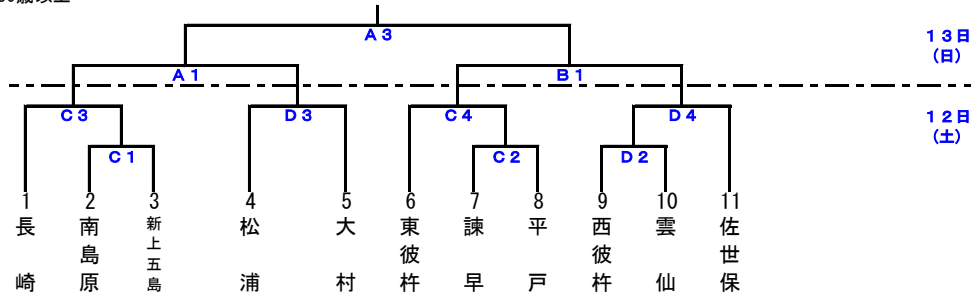 Ａ３
１３日
（日）
Ａ１ Ｂ１
Ｃ３ Ｄ３ Ｃ４ Ｄ４
１２日
（土）
Ｃ１ Ｃ２ Ｄ２
1 2 3 4 5 6 7 8 9 10 11
長崎
南島原
新上五島
松浦
大村
東彼杵
諫早
平戸
西彼杵
雲仙
佐世保